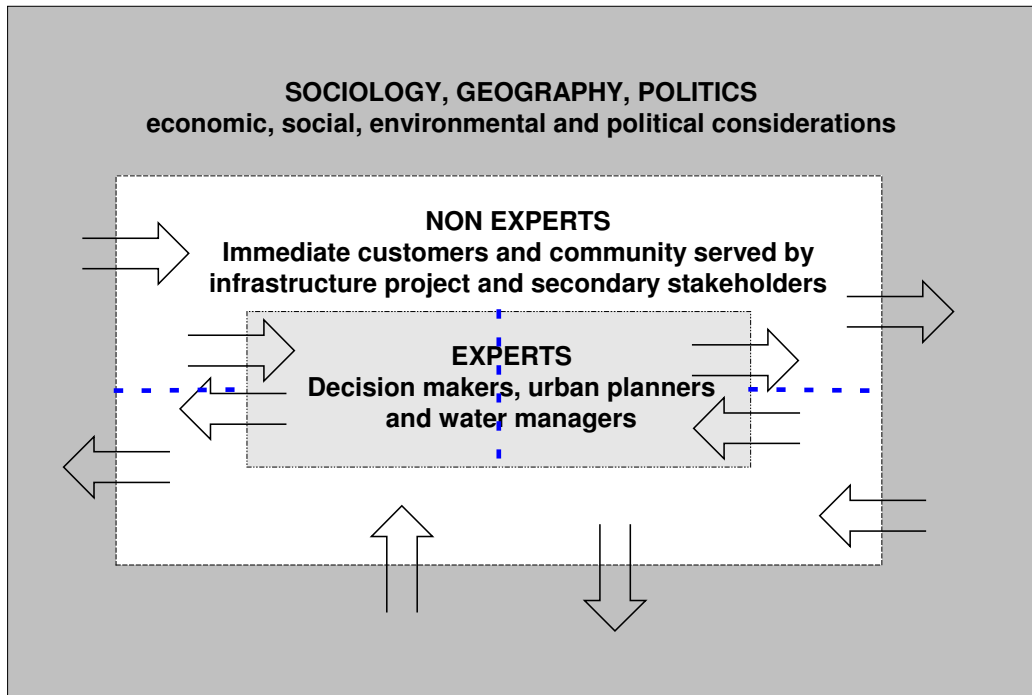 SOCIOLOGY, GEOGRAPHY, POLITICS
economic, social, environmental and political considerations
NON EXPERTS
Immediate customers and community served by
infrastructure project and secondary stakeholders
EXPERTS
Decision makers, urban planners
and water managers